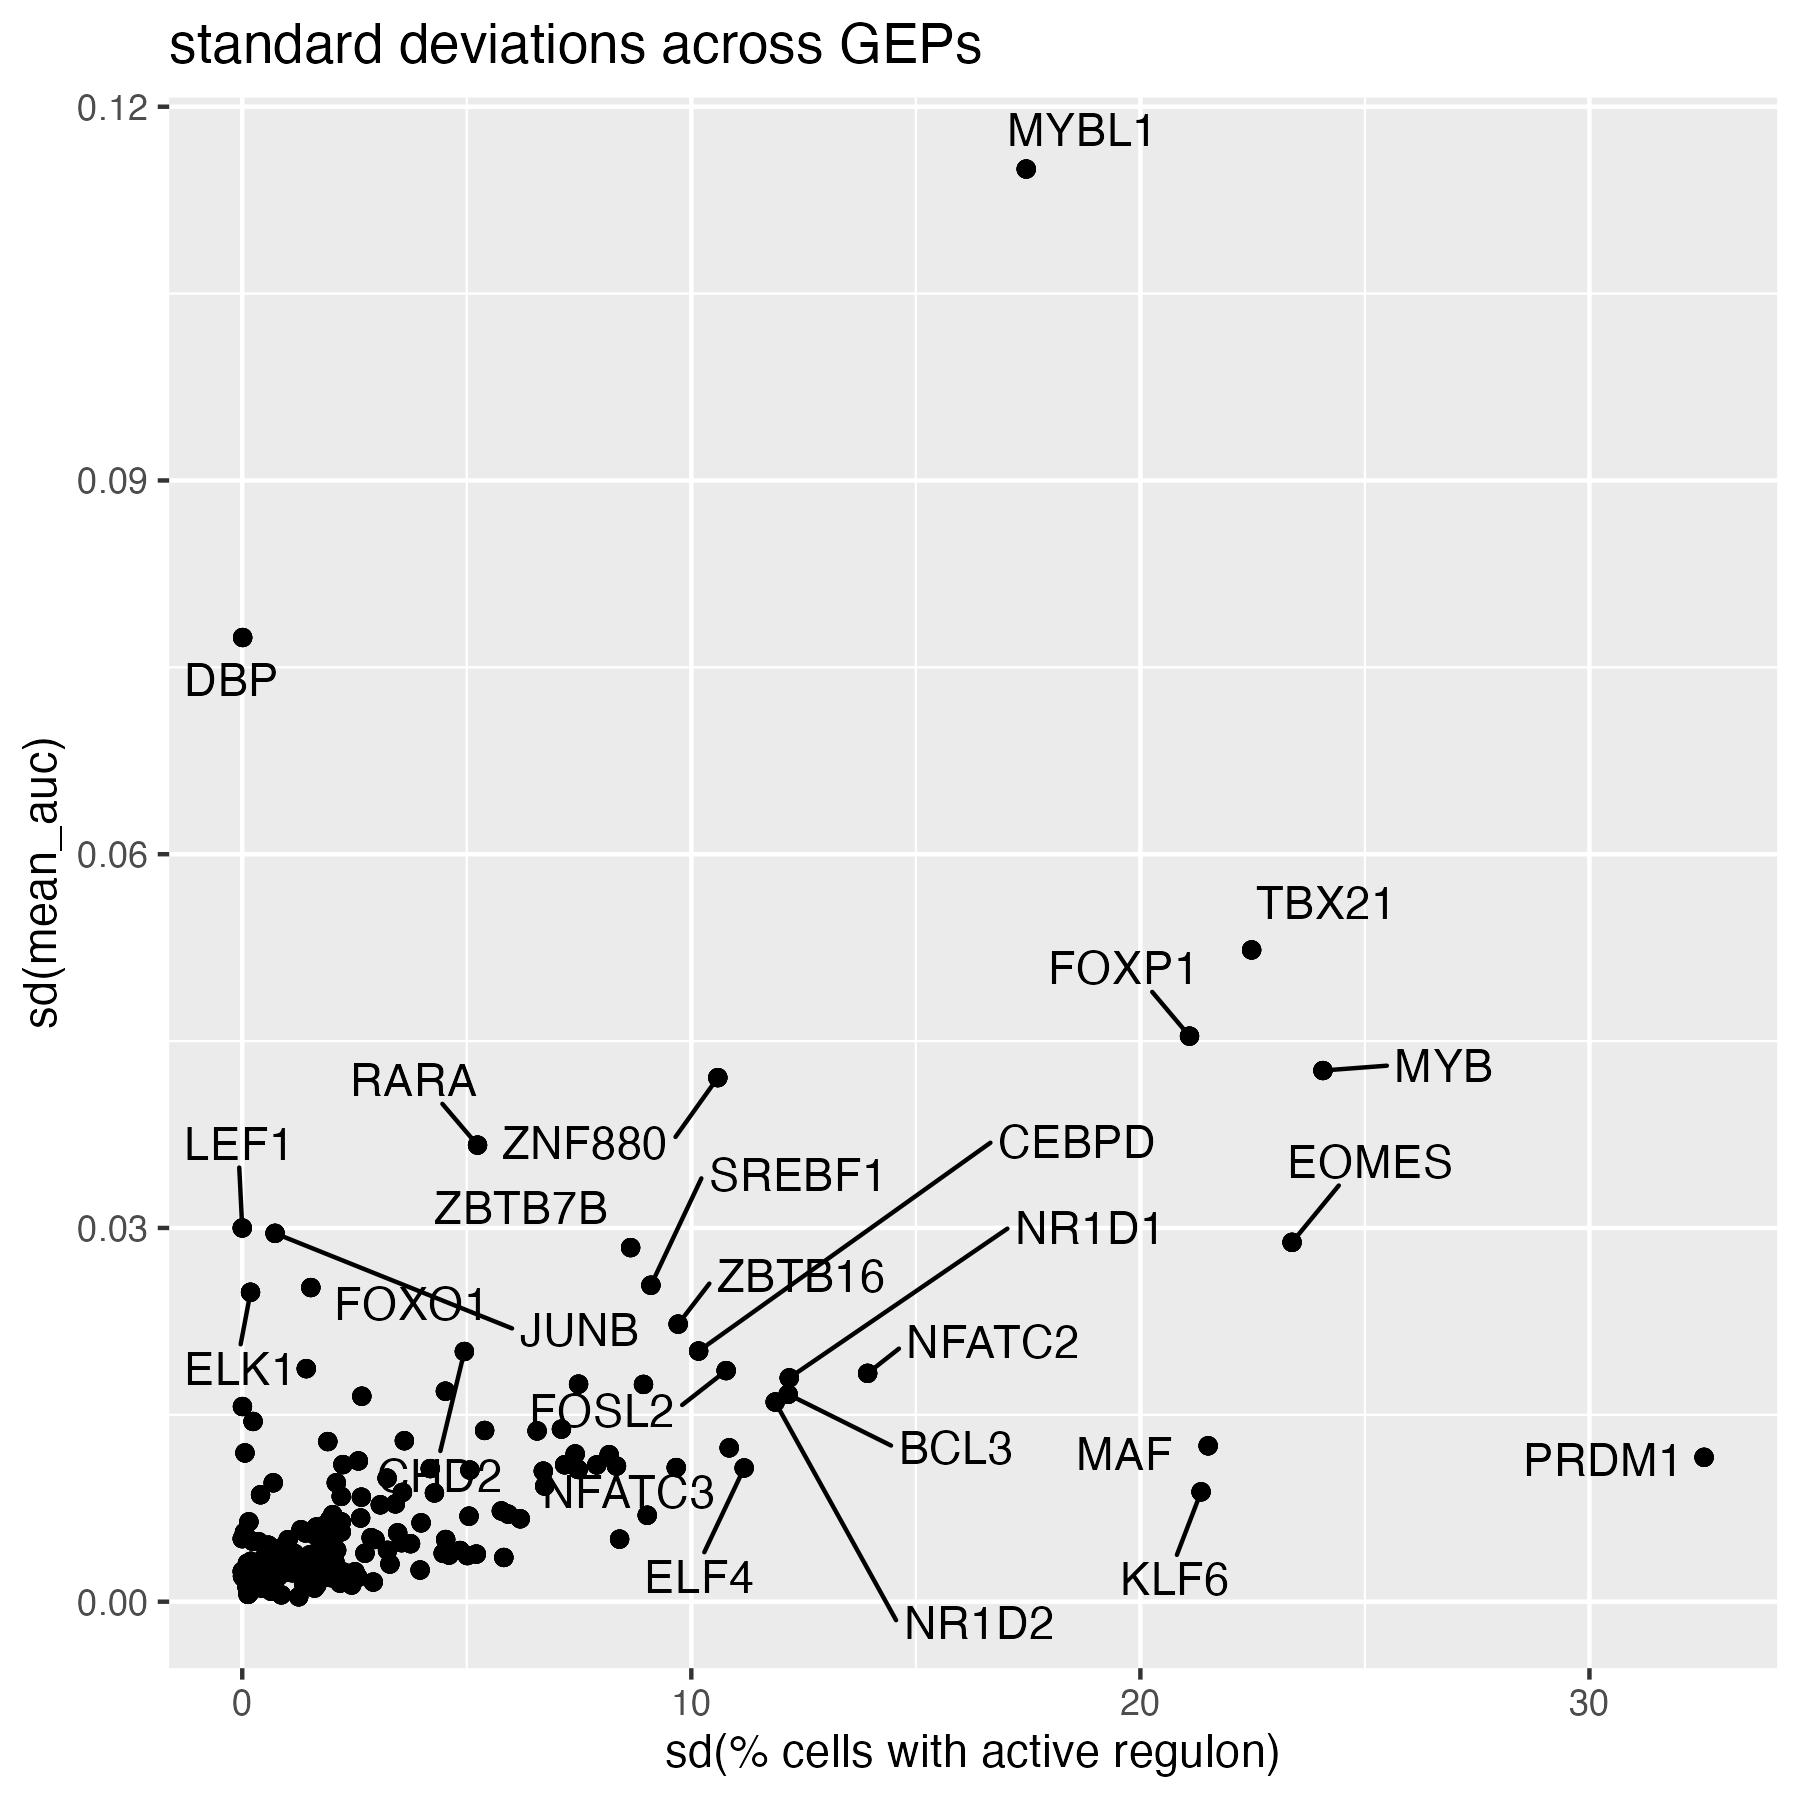 standard deviations across GEPs
0.12
MYBL1
0.09
DBP
sd(mean_auc)
0.06
TBX21
FOXP1
RARA
MYB
LEF1
ZNF880
CEBPD
SREBF1
EOMES
ZBTB7B
0.03
NR1D1
ZBTB16
FOXO1
JUNB
NFATC2
ELK1
FOSL2
BCL3
MAF
PRDM1
CHD2
NFATC3
ELF4
KLF6
0.00
NR1D2
0 10 20 30
sd(% cells with active regulon)